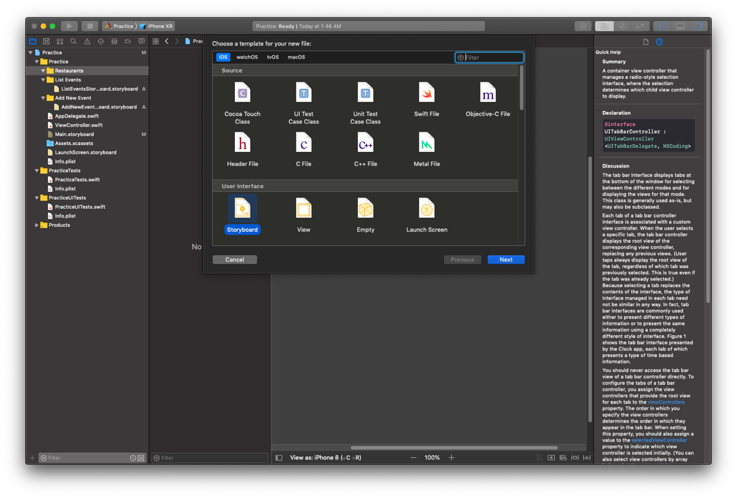 Practice
iPhone XR
Practice: Ready | Today at 1:46 AM
Practice M
Practice
Restaurants
List Events
ListEventsStor...oard.storyboard A
Add New Event
AddNewEvent...oard.storyboard A
AppDelegate.swift
ViewController.swift
Main.storyboard M
Assets.xcassets
LaunchScreen.storyboard
Info.plist
PracticeTests
PracticeTests.swift
Info.plist
PracticeUITests
PracticeUITests.swift
Info.plist
Products
Filter
Prac
No
Filter
Choose a template for your new file:
iOS watchOS tvOS macOS Filter
Source
Cocoa Touch Class
UI Test Case Class
Unit Test Case Class
Swift File
Objective-C File
Header File
C File
C++ File
Metal File
User Interface
Storyboard
View
Empty
Launch Screen
Cancel Previous Next
View as: iPhone 8
100%
Quick Help
Summary
A container view controller that
manages a radio-style selection
interface, where the selection
determines which child view controller
to display.
Declaration
@interface
UITabBarController :
UIViewController
<UITabBarDelegate, NSCoding>
Discussion
The tab bar interface displays tabs at
the bottom of the window for selecting
between the different modes and for
displaying the views for that mode.
This class is generally used as-is, but
may also be subclassed.
Each tab of a tab bar controller
interface is associated with a custom
view controller. When the user selects
a specific tab, the tab bar controller
displays the root view of the
corresponding view controller,
replacing any previous views. (User
taps always display the root view of
the tab, regardless of which tab was
previously selected. This is true even if
the tab was already selected.)
Because selecting a tab replaces the
contents of the interface, the type of
interface managed in each tab need
not be similar in any way. In fact, tab
bar interfaces are commonly used
either to present different types of
information or to present the same
information using a completely
different style of interface. Figure 1
shows the tab bar interface presented
by the Clock app, each tab of which
presents a type of time based
information.
You should never access the tab bar
view of a tab bar controller directly. To
configure the tabs of a tab bar
controller, you assign the view
controllers that provide the root view
for each tab to the viewControllers
property. The order in which you
specify the view controllers
determines the order in which they
appear in the tab bar. When setting
this property, you should also assign a
value to the selectedViewController
property to indicate which view
controller is selected initially. (You can
also select view controllers by array